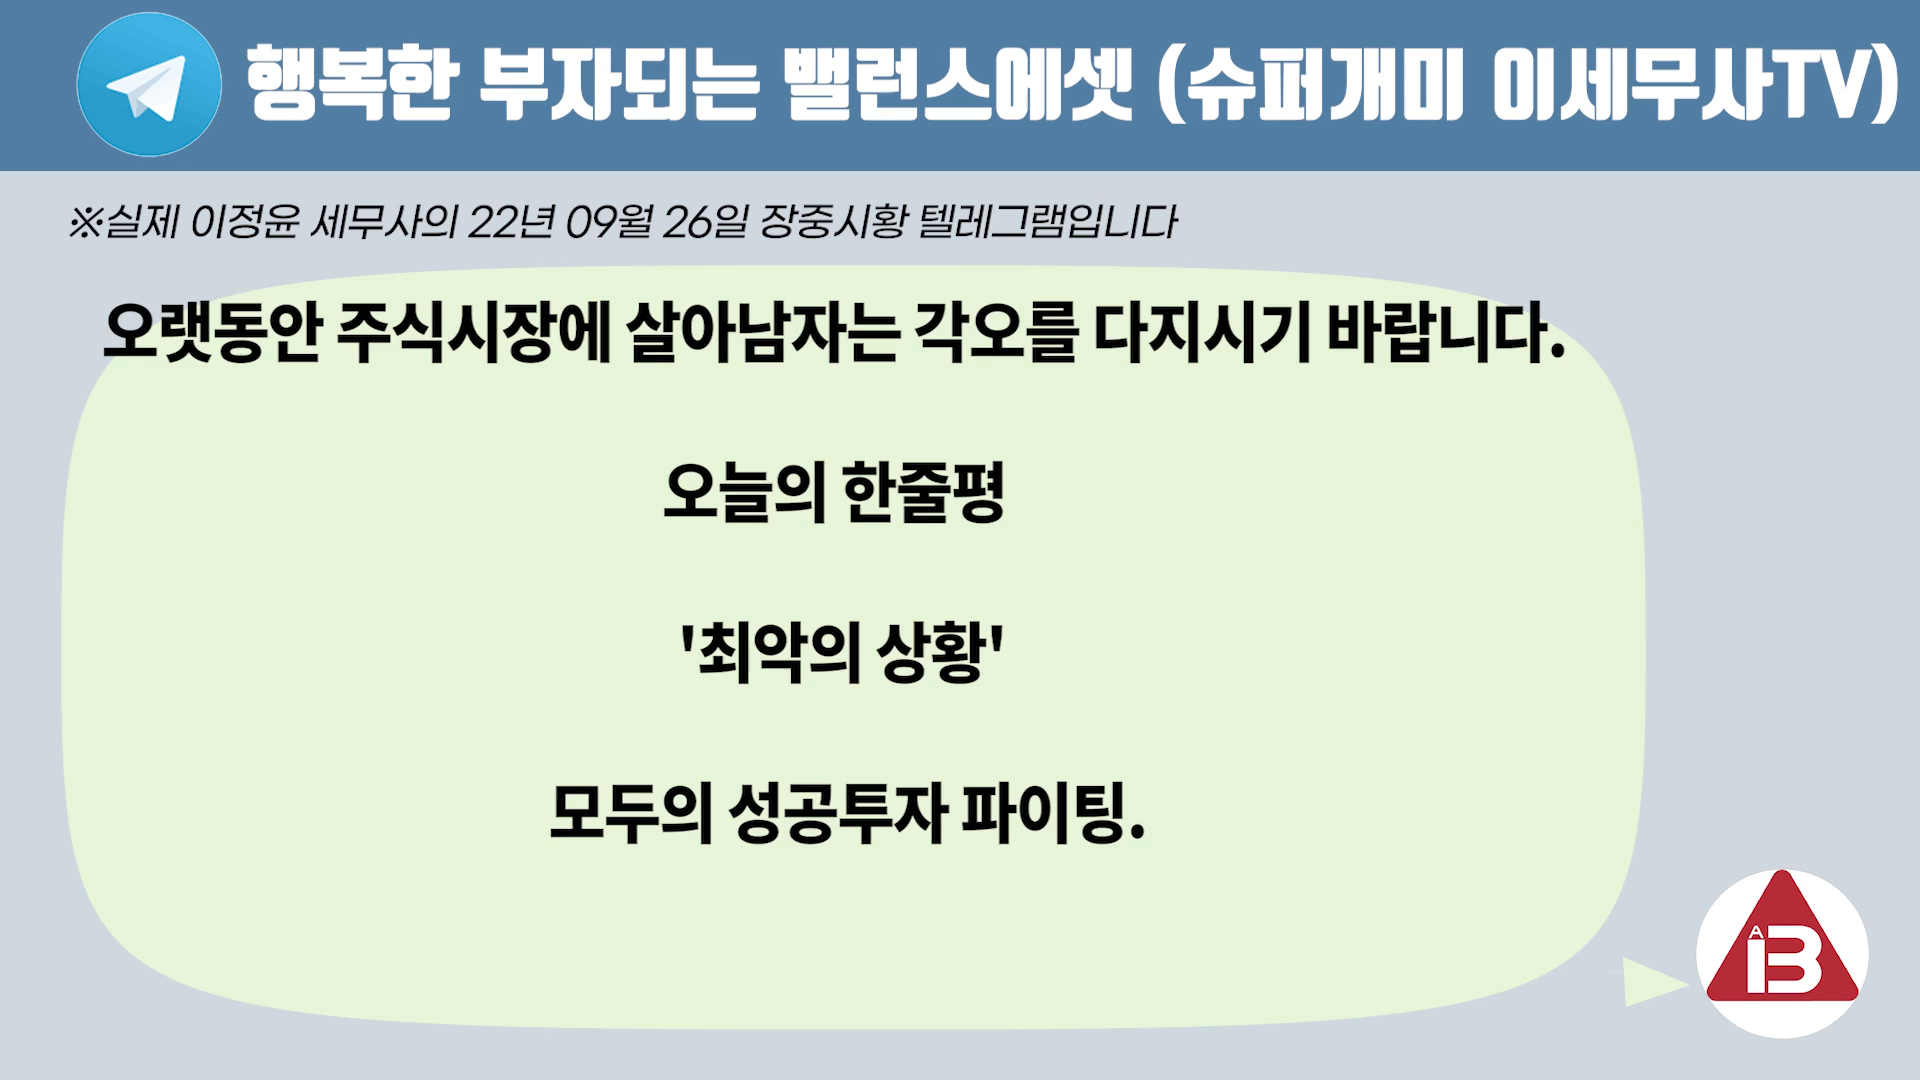 행복한 부자되는 밸런스에셋 (슈퍼개미 이세무사TV)
※실제 이정윤 세무사의 22년 09월 26일 장중시황 텔레그램입니다
오랫동안 주식시장에 살아남자는 각오를 다지시기 바랍니다.
오늘의 한줄평
'최악의 상황'
모두의 성공투자 파이팅.
A
B